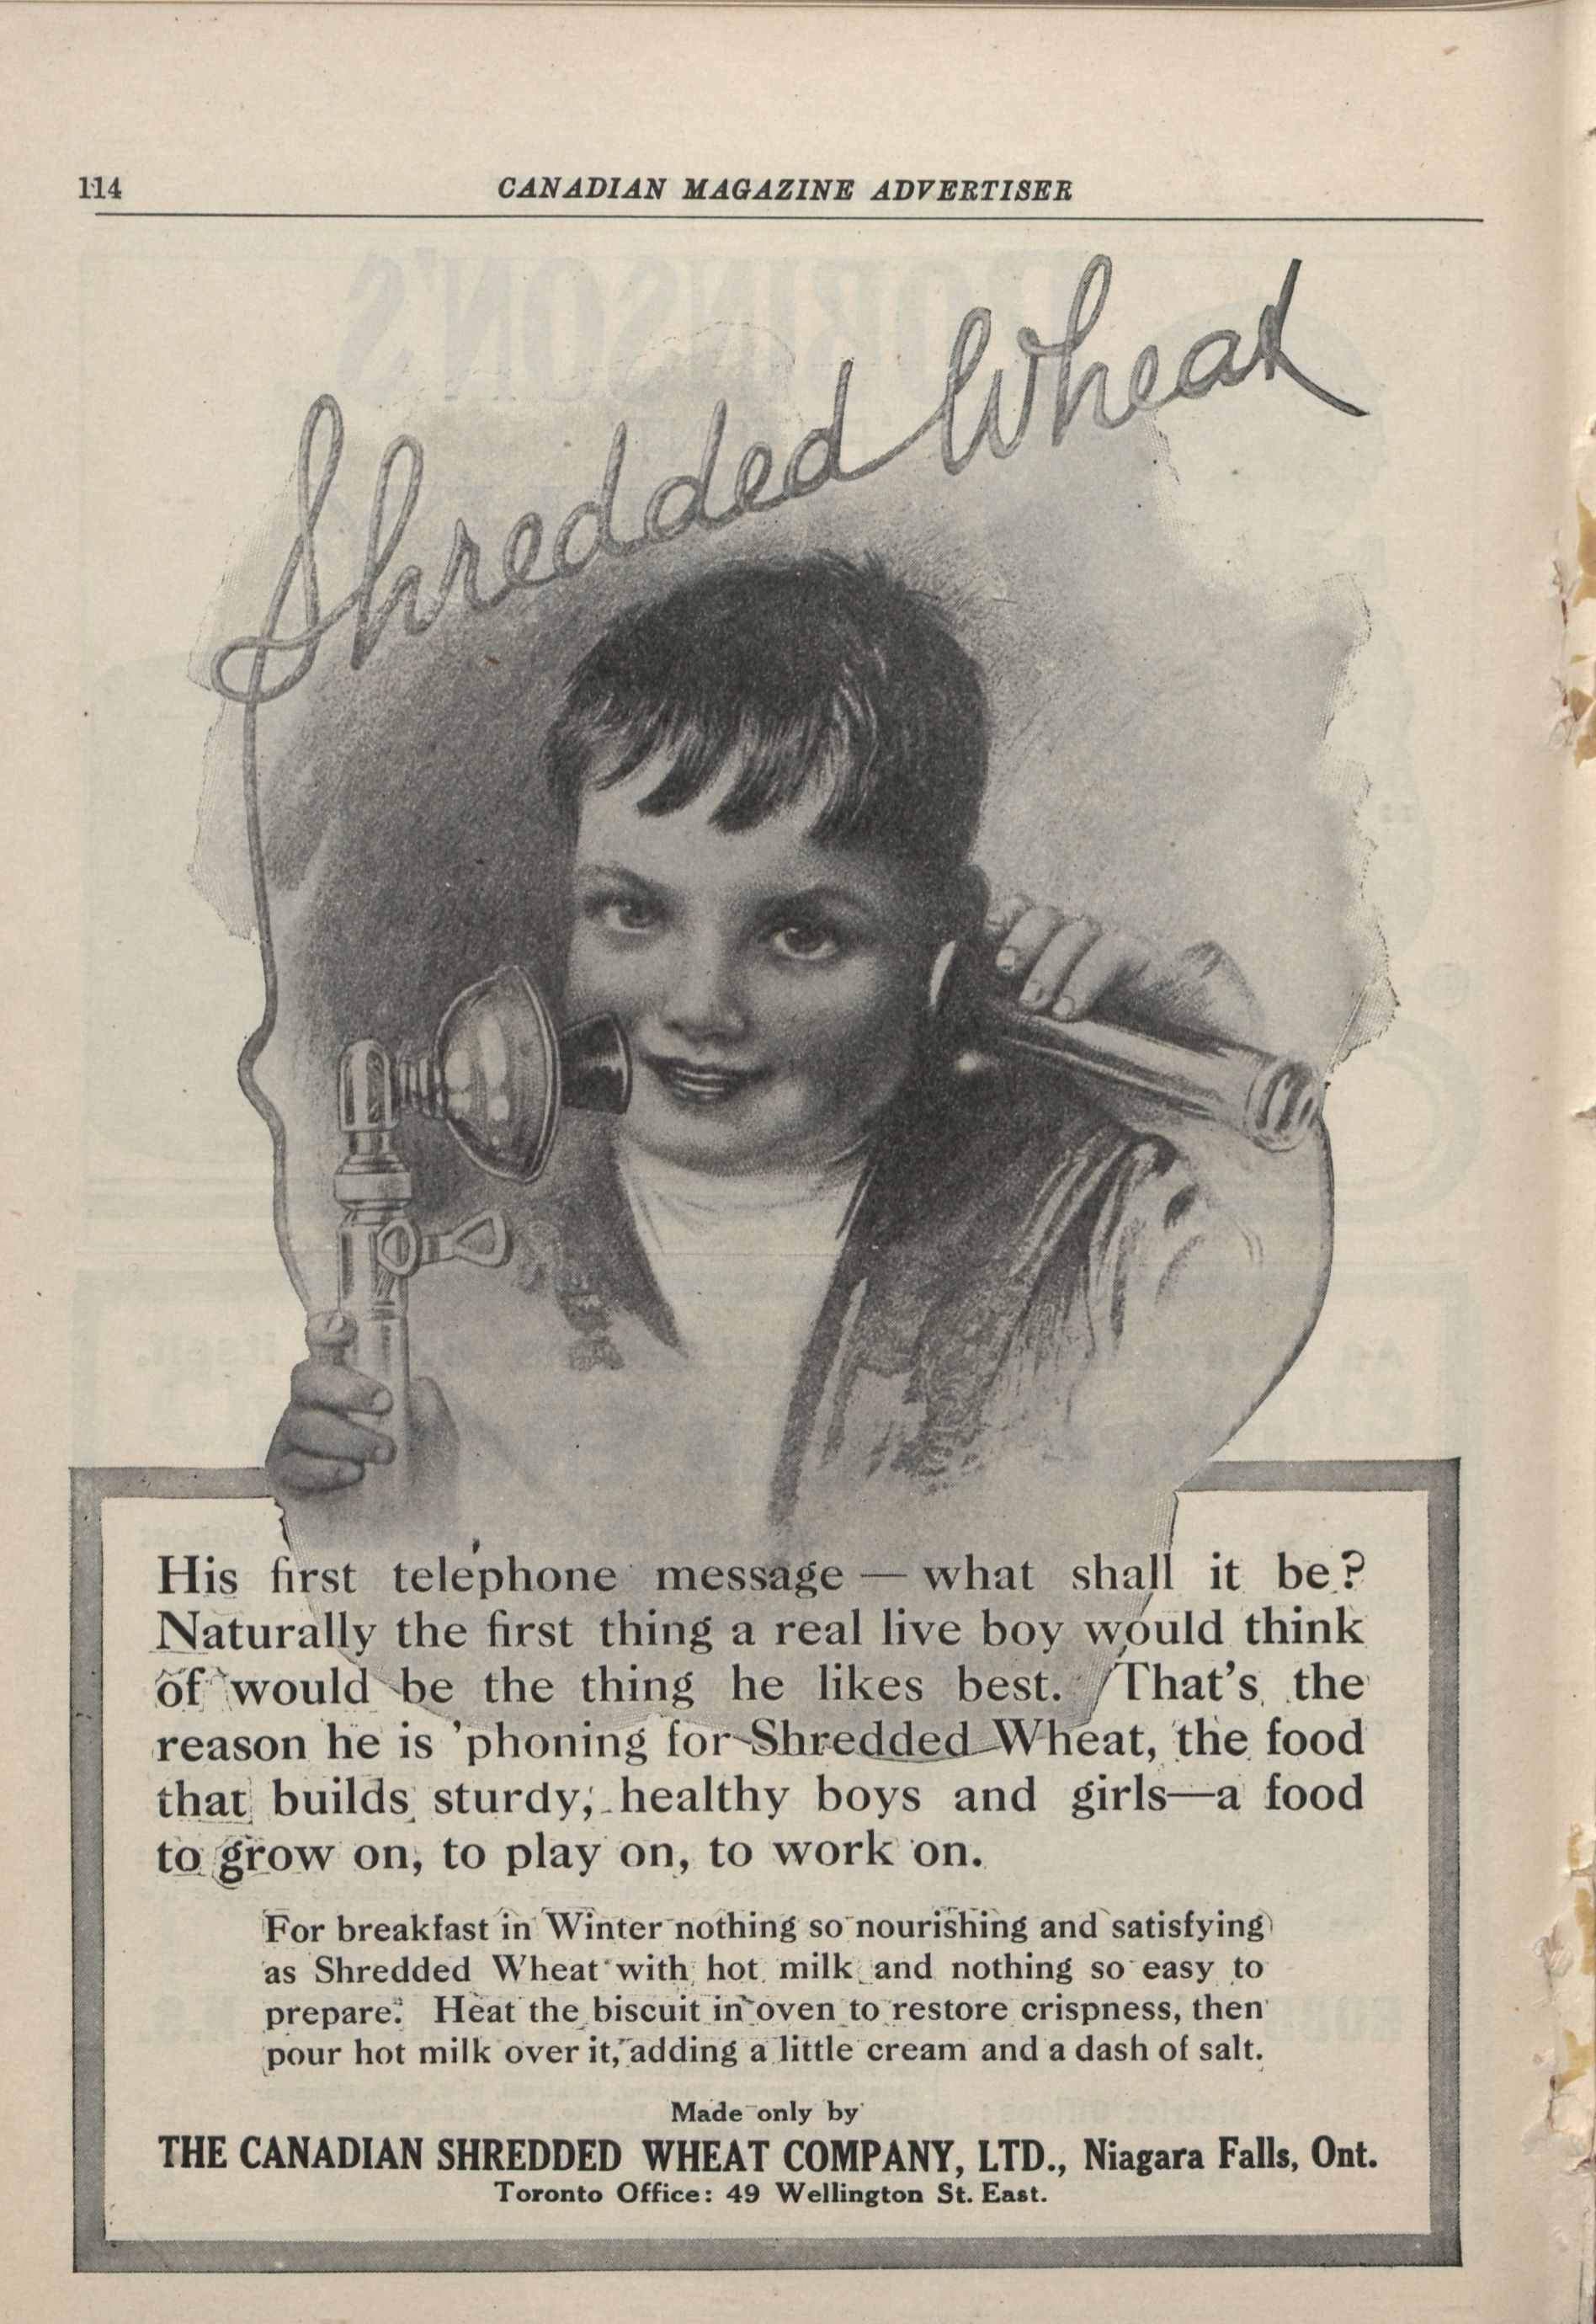 114
CANADIAN MAGAZINE ADVERTISER
Shredded Wheat
His first telephone message — what shall it be?
Naturally the first thing a real live boy would think
of would be the thing he likes best. That's the
reason he is 'phoning for Shredded Wheat, the food
that builds sturdy, healthy boys and girls—a food
to grow on, to play on, to work on.
For breakfast in Winter nothing so nourishing and satisfying
as Shredded Wheat with hot milk and nothing so easy to
prepare. Heat the biscuit in oven to restore crispness, then
pour hot milk over it, adding a little cream and a dash of salt.
Made only by
THE CANADIAN SHREDDED WHEAT COMPANY, LTD., Niagara Falls, Ont.
Toronto Office: 49 Wellington St. East.